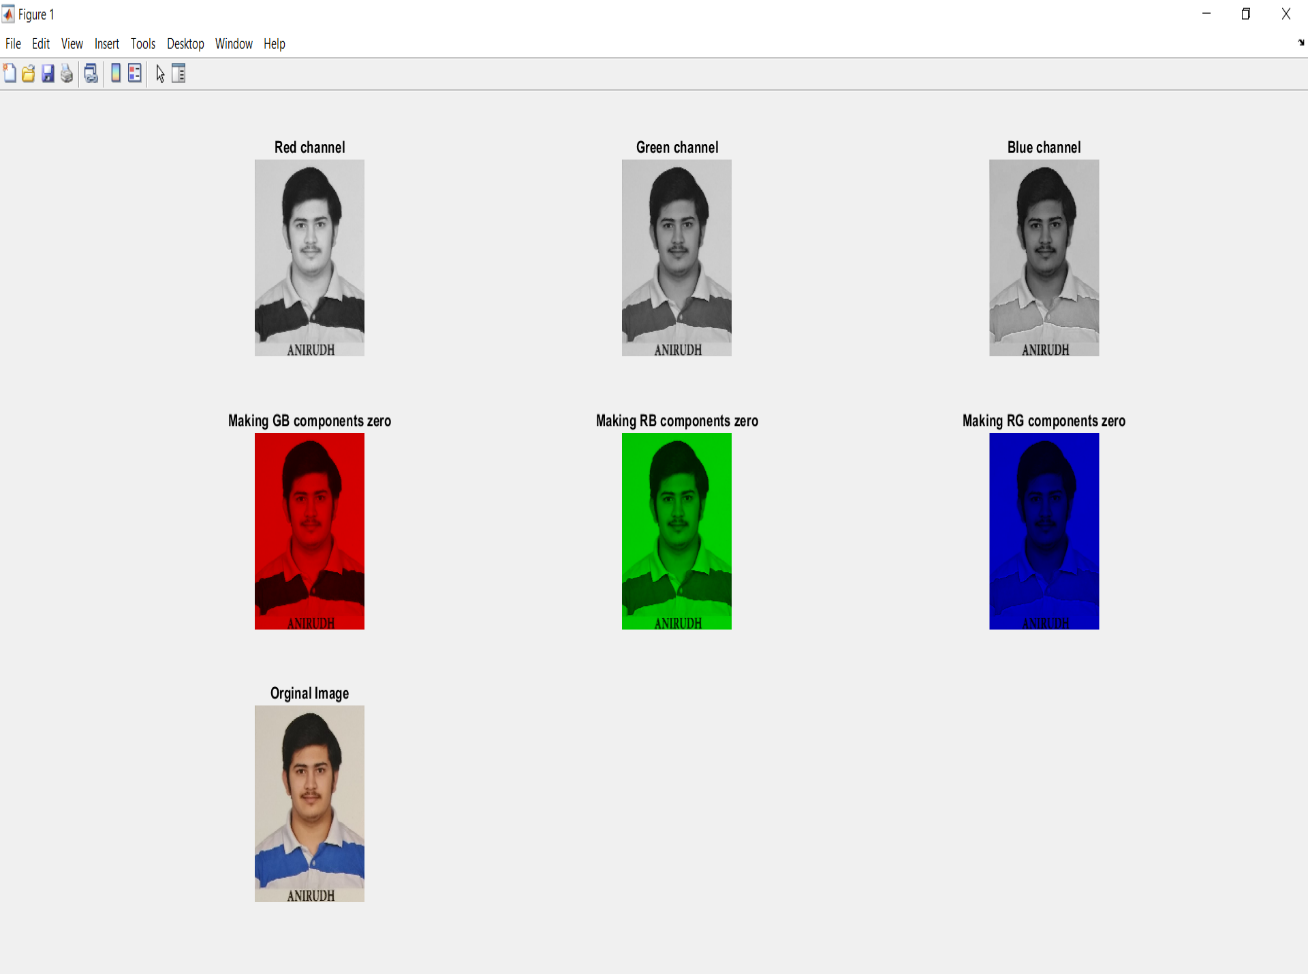 Figure 1
File Edit View Insert Tools Desktop Window Help
Red channel Green channel Blue channel
ANIRUDH ANIRUDH ANIRUDH
Making GB components zero Making RB components zero Making RG components zero
ANIRUDH ANIRUDH ANIRUDH
Orginal Image
ANIRUDH